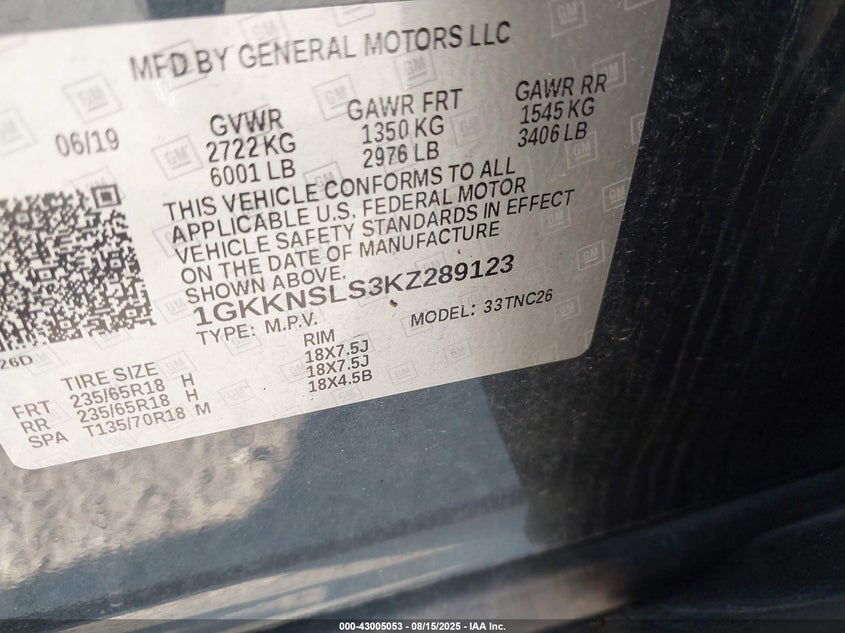 MFD BY GENERAL MOTORS LLC
06/19
GVWR
2722 KG
6001 LB
GAWR FRT
1350 KG
2976 LB
GAWR RR
1545 KG
3406 LB
THIS VEHICLE CONFORMS TO ALL
APPLICABLE U.S. FEDERAL MOTOR
VEHICLE SAFETY STANDARDS IN EFFECT
ON THE DATE OF MANUFACTURE
SHOWN ABOVE.
1GKKNSLS3KZ289123
TYPE: M.P.V.
MODEL: 33TNC26
26D
TIRE SIZE RIM
FRT 235/65R18 H 18X7.5J
RR 235/65R18 H 18X7.5J
SPA T135/70R18 M 18X4.5B
000-43005053 - 08/15/2025 - IAA Inc.